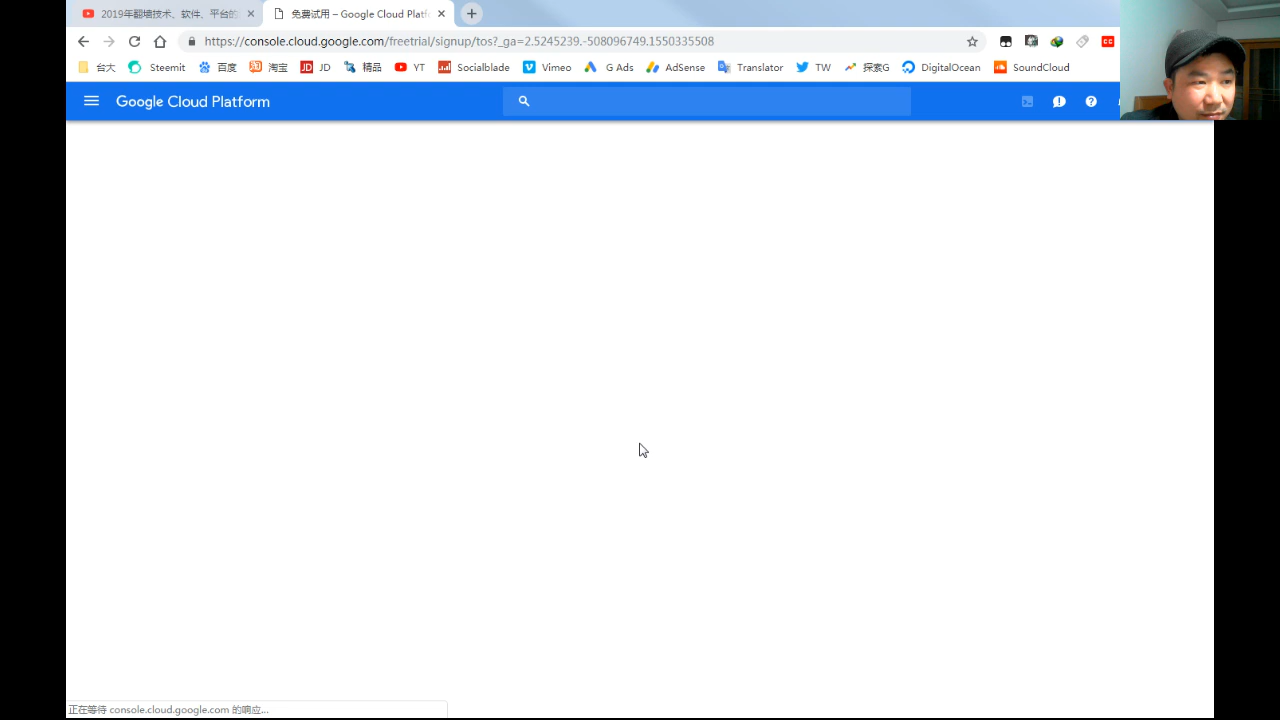 2019年翻墙技术、软件、平台的
免费试用 – Google Cloud Platf
https://console.cloud.google.com/freetrial/signup/tos?_ga=2.5245239.-508096749.1550335508
台大 Steemit 百度 淘宝 JD JD 精品 YT Socialblade Vimeo G Ads AdSense Translator TW 探索G DigitalOcean SoundCloud
Google Cloud Platform
正在等待 console.cloud.google.com 的响应...